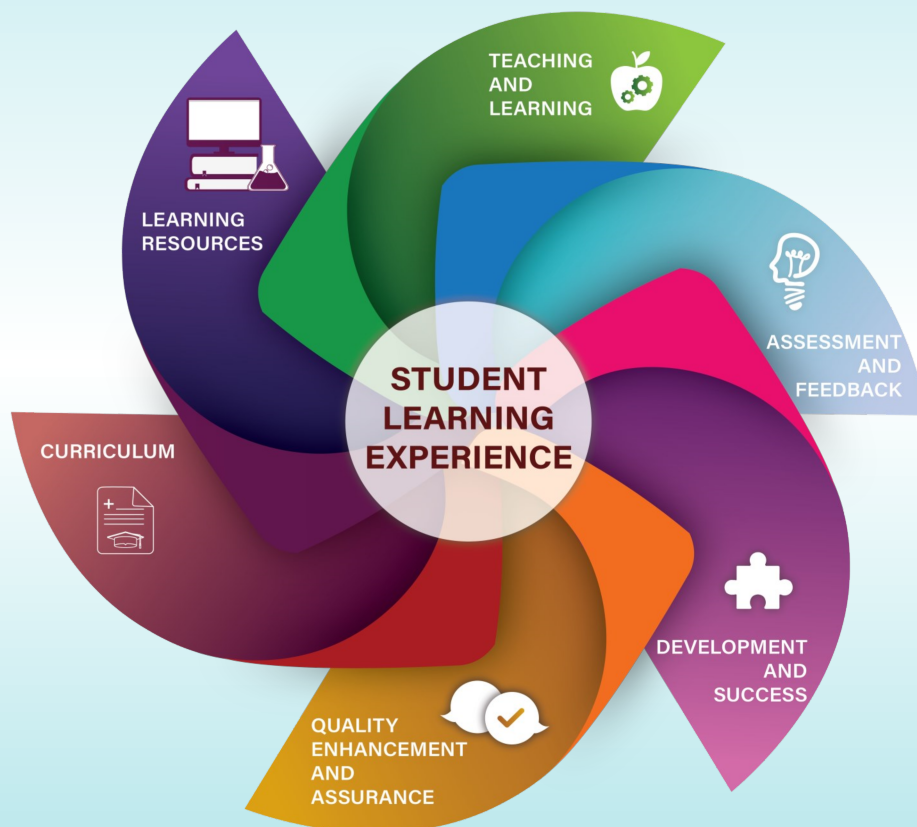 TEACHING
AND
LEARNING
LEARNING
RESOURCES
ASSESSMENT
AND
FEEDBACK
STUDENT
LEARNING
EXPERIENCE
CURRICULUM
DEVELOPMENT
AND
SUCCESS
QUALITY
ENHANCEMENT
AND
ASSURANCE